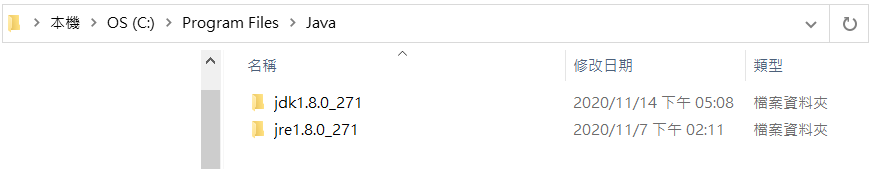 本機 > OS (C:) > Program Files > Java
名稱 修改日期 類型
jdk1.8.0_271 2020/11/14 下午 05:08 檔案資料夾
jre1.8.0_271 2020/11/7 下午 02:11 檔案資料夾